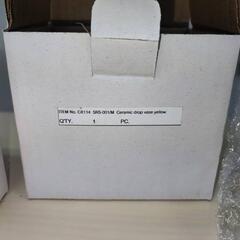 ITEM No. C8114 SRS-001/M Ceramic drop vase yellow
QTY. 1 PC.